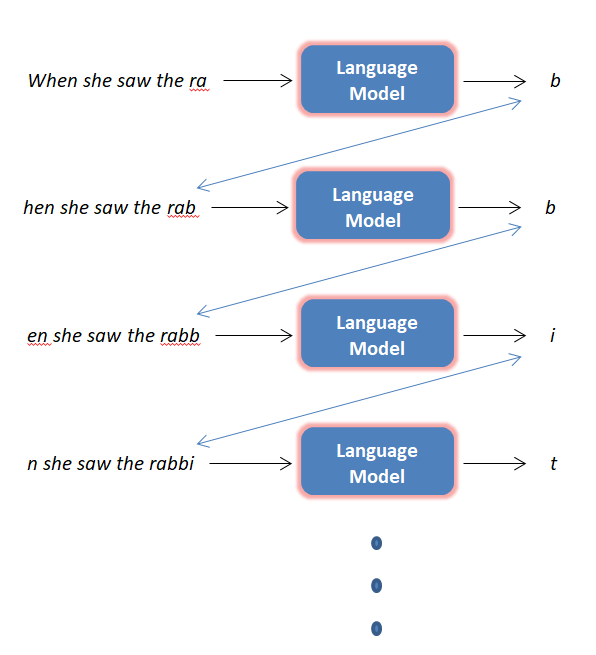 When she saw the ra
Language
Model
b
hen she saw the rab
Language
Model
b
en she saw the rabb
Language
Model
i
n she saw the rabbi
Language
Model
t